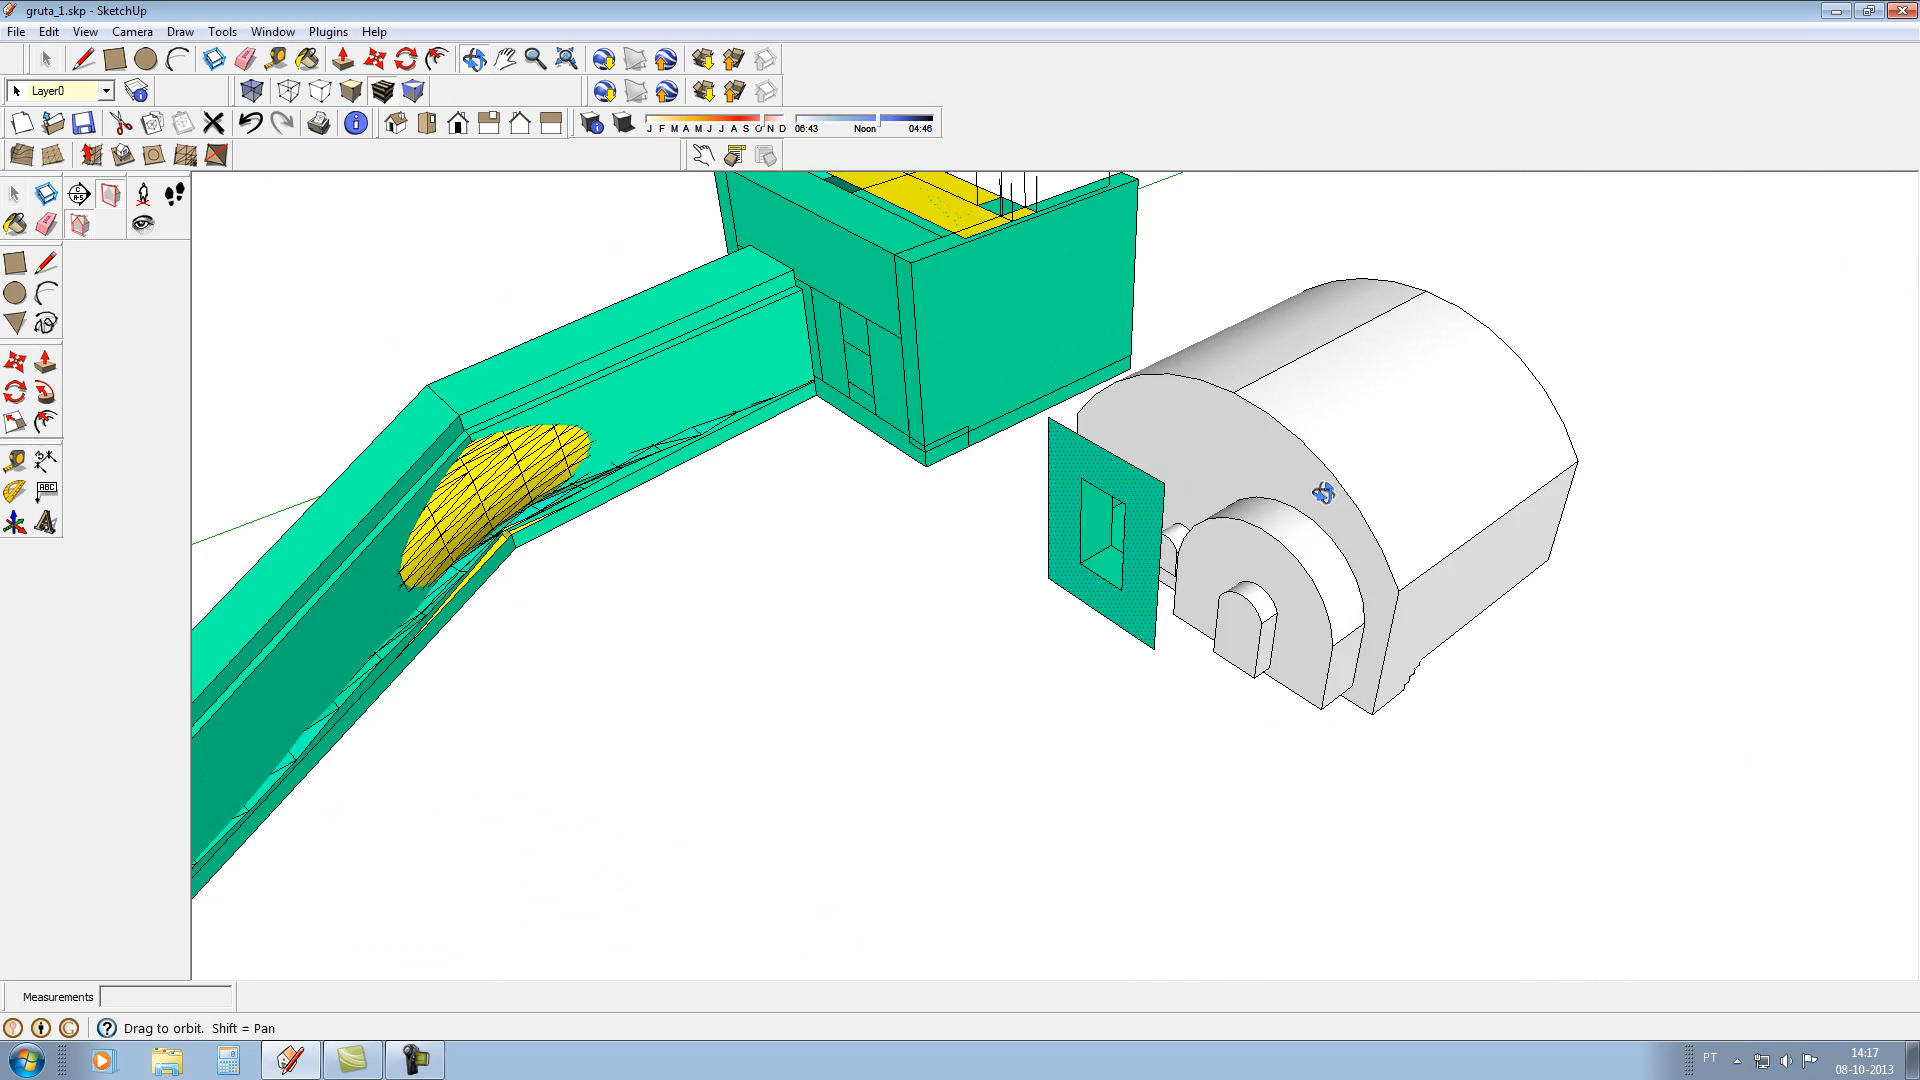 gruta_1.skp - SketchUp
File Edit View Camera Draw Tools Window Plugins Help
Layer0
J F M A M J J A S O N D 06:43 Noon 04:46
ABC
Measurements
Drag to orbit. Shift = Pan
PT
14:17
08-10-2013